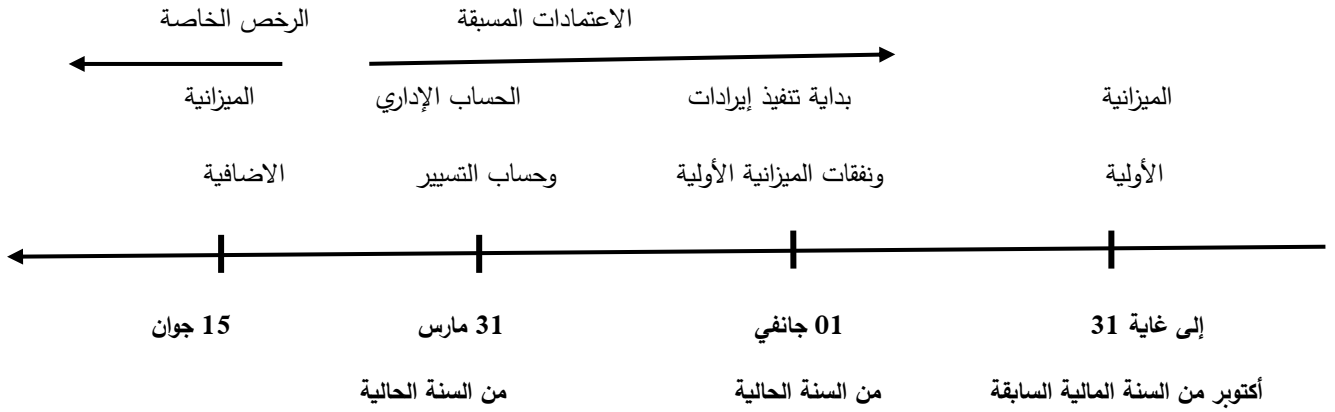 الاعتمادات المسبقة
الرخص الخاصة
الميزانية
الأولية
بداية تنفيذ إيرادات
ونفقات الميزانية الأولية
الحساب الإداري
وحساب التسيير
الميزانية
الاضافية
إلى غاية 31
أكتوبر من السنة المالية السابقة
01 جانفي
من السنة الحالية
31 مارس
من السنة الحالية
15 جوان